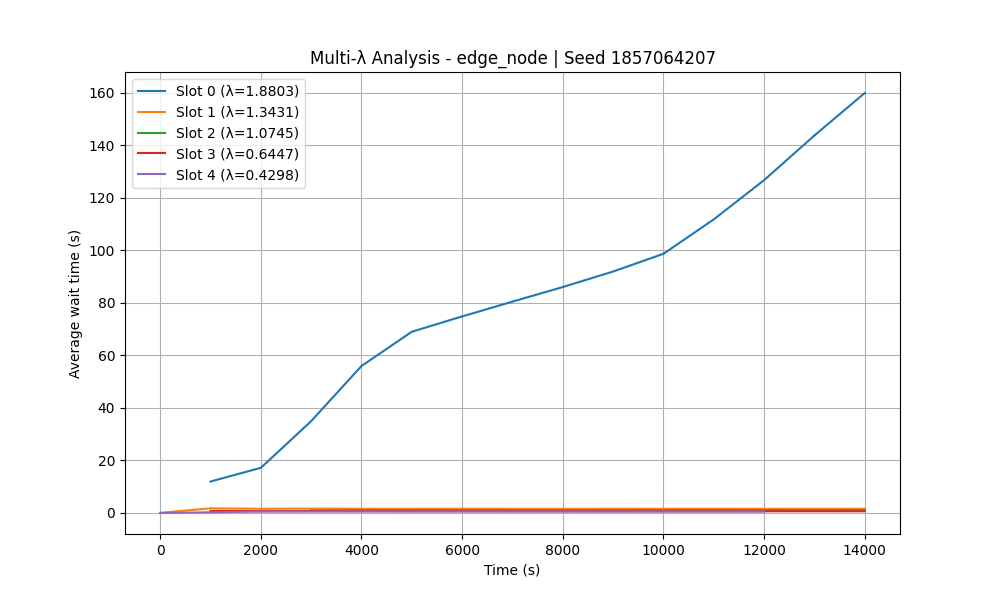 Multi-λ Analysis - edge_node | Seed 1857064207
Slot 0 (λ=1.8803)
Slot 1 (λ=1.3431)
Slot 2 (λ=1.0745)
Slot 3 (λ=0.6447)
Slot 4 (λ=0.4298)
Average wait time (s)
160
140
120
100
80
60
40
20
0
0 2000 4000 6000 8000 10000 12000 14000
Time (s)